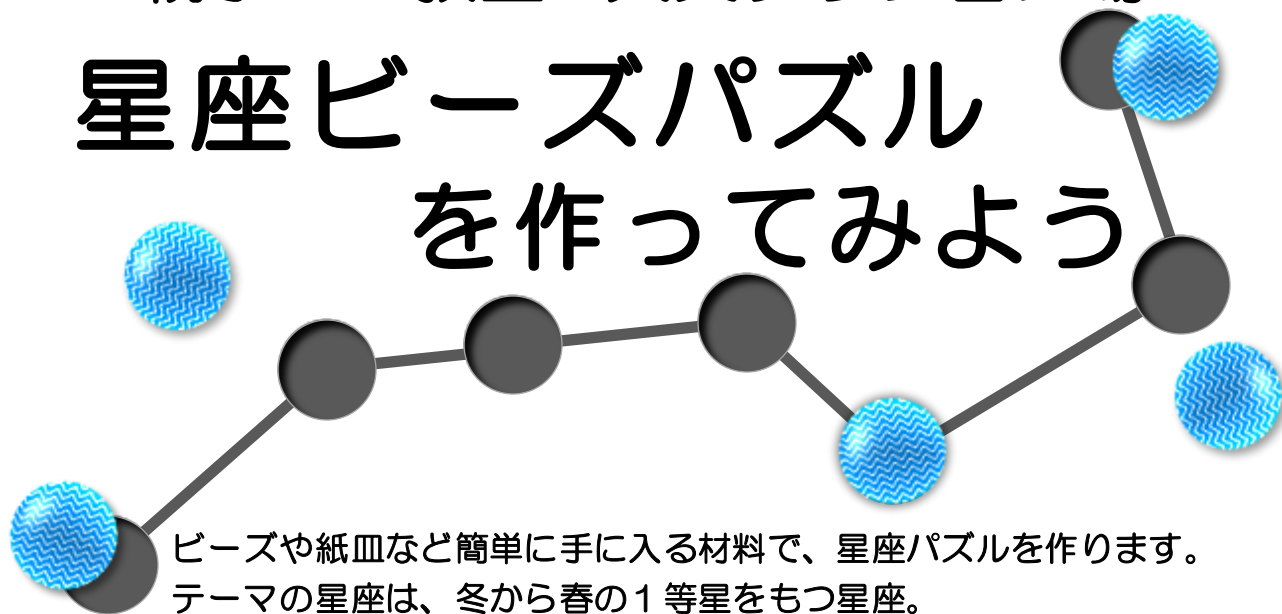 星座ビーズパズル
を作ってみよう
ビーズや紙皿など簡単に手に入る材料で、星座パズルを作ります。
テーマの星座は、冬から春の１等星をもつ星座。